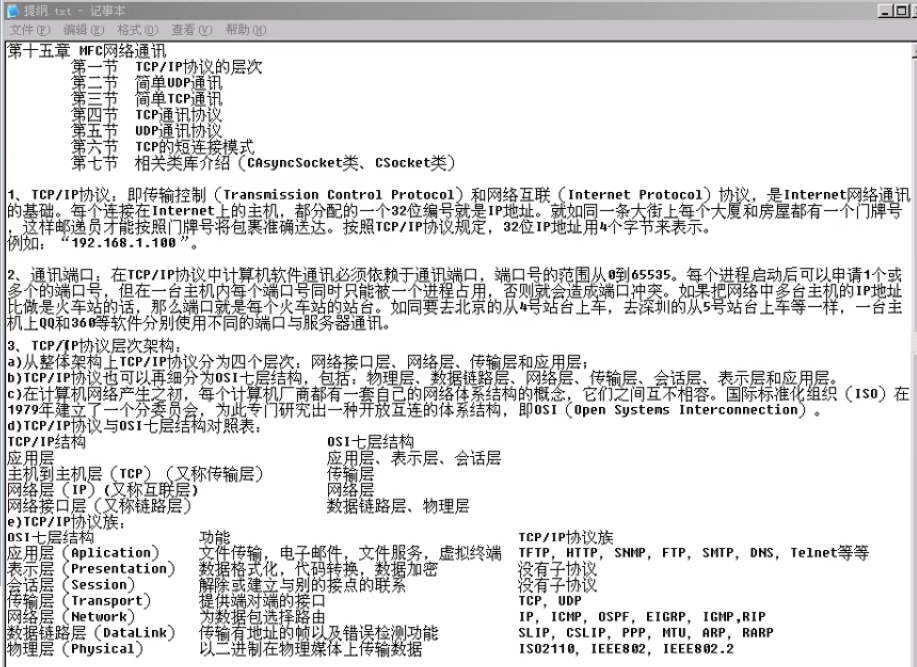 提纲.txt - 记事本
文件(F) 编辑(E) 格式(O) 查看(V) 帮助(H)
第十五章 MFC网络通讯
第一节 TCP/IP协议的层次
第二节 简单UDP通讯
第三节 简单TCP通讯
第四节 TCP通讯协议
第五节 UDP通讯协议
第六节 TCP的短连接模式
第七节 相关类库介绍（CAsyncSocket类、CSocket类）
1、TCP/IP协议：即传输控制（Transmission Control Protocol）和网络互联（Internet Protocol）协议，是Internet网络通讯
的基础。每个连接在Internet上的主机，都分配的一个32位编号就是IP地址。就如同一条大街上每个大厦和房屋都有一个门牌号
，这样邮递员才能按照门牌号将包裹准确送达。按照TCP/IP协议规定，32位IP地址用4个字节来表示。
例如：“192.168.1.100”。
2、通讯端口：在TCP/IP协议中计算机软件通讯必须依赖于通讯端口，端口号的范围从0到65535。每个进程启动后可以申请1个或
多个的端口号，但在一台主机内每个端口号同时只能被一个进程占用，否则就会造成端口冲突。如果把网络中多台主机的IP地址
比做是火车站的话，那么端口就是每个火车站的站台。如同要去北京的从4号站台上车，去深圳的从5号站台上车等一样，一台主
机上QQ和360等软件分别使用不同的端口与服务器通讯。
3、TCP/IP协议层次架构：
a)从整体架构上TCP/IP协议分为四个层次：网络接口层、网络层、传输层和应用层；
b)TCP/IP协议也可以再细分为OSI七层结构，包括：物理层、数据链路层、网络层、传输层、会话层、表示层和应用层。
c)在计算机网络产生之初，每个计算机厂商都有一套自己的网络体系结构的概念，它们之间互不相容。国际标准化组织（ISO）在
1979年建立了一个分委员会，为此专门研究出一种开放互连的体系结构，即OSI（Open Systems Interconnection）。
d)TCP/IP协议与OSI七层结构对照表：
TCP/IP结构 OSI七层结构
应用层 应用层、表示层、会话层
主机到主机层（TCP）（又称传输层） 传输层
网络层（IP）(又称互联层) 网络层
网络接口层（又称链路层） 数据链路层、物理层
e)TCP/IP协议族：
OSI七层结构 功能 TCP/IP协议族
应用层（Aplication） 文件传输，电子邮件，文件服务，虚拟终端 TFTP, HTTP, SNMP, FTP, SMTP, DNS, Telnet等等
表示层（Presentation） 数据格式化，代码转换，数据加密 没有子协议
会话层（Session） 解除或建立与别的接点的联系 没有子协议
传输层（Transport） 提供端对端的接口 TCP, UDP
网络层（Network） 为数据包选择路由 IP, ICMP, OSPF, EIGRP, IGMP,RIP
数据链路层（DataLink） 传输有地址的帧以及错误检测功能 SLIP, CSLIP, PPP, MTU, ARP, RARP
物理层（Physical） 以二进制在物理媒体上传输数据 ISO2110, IEEE802, IEEE802.2